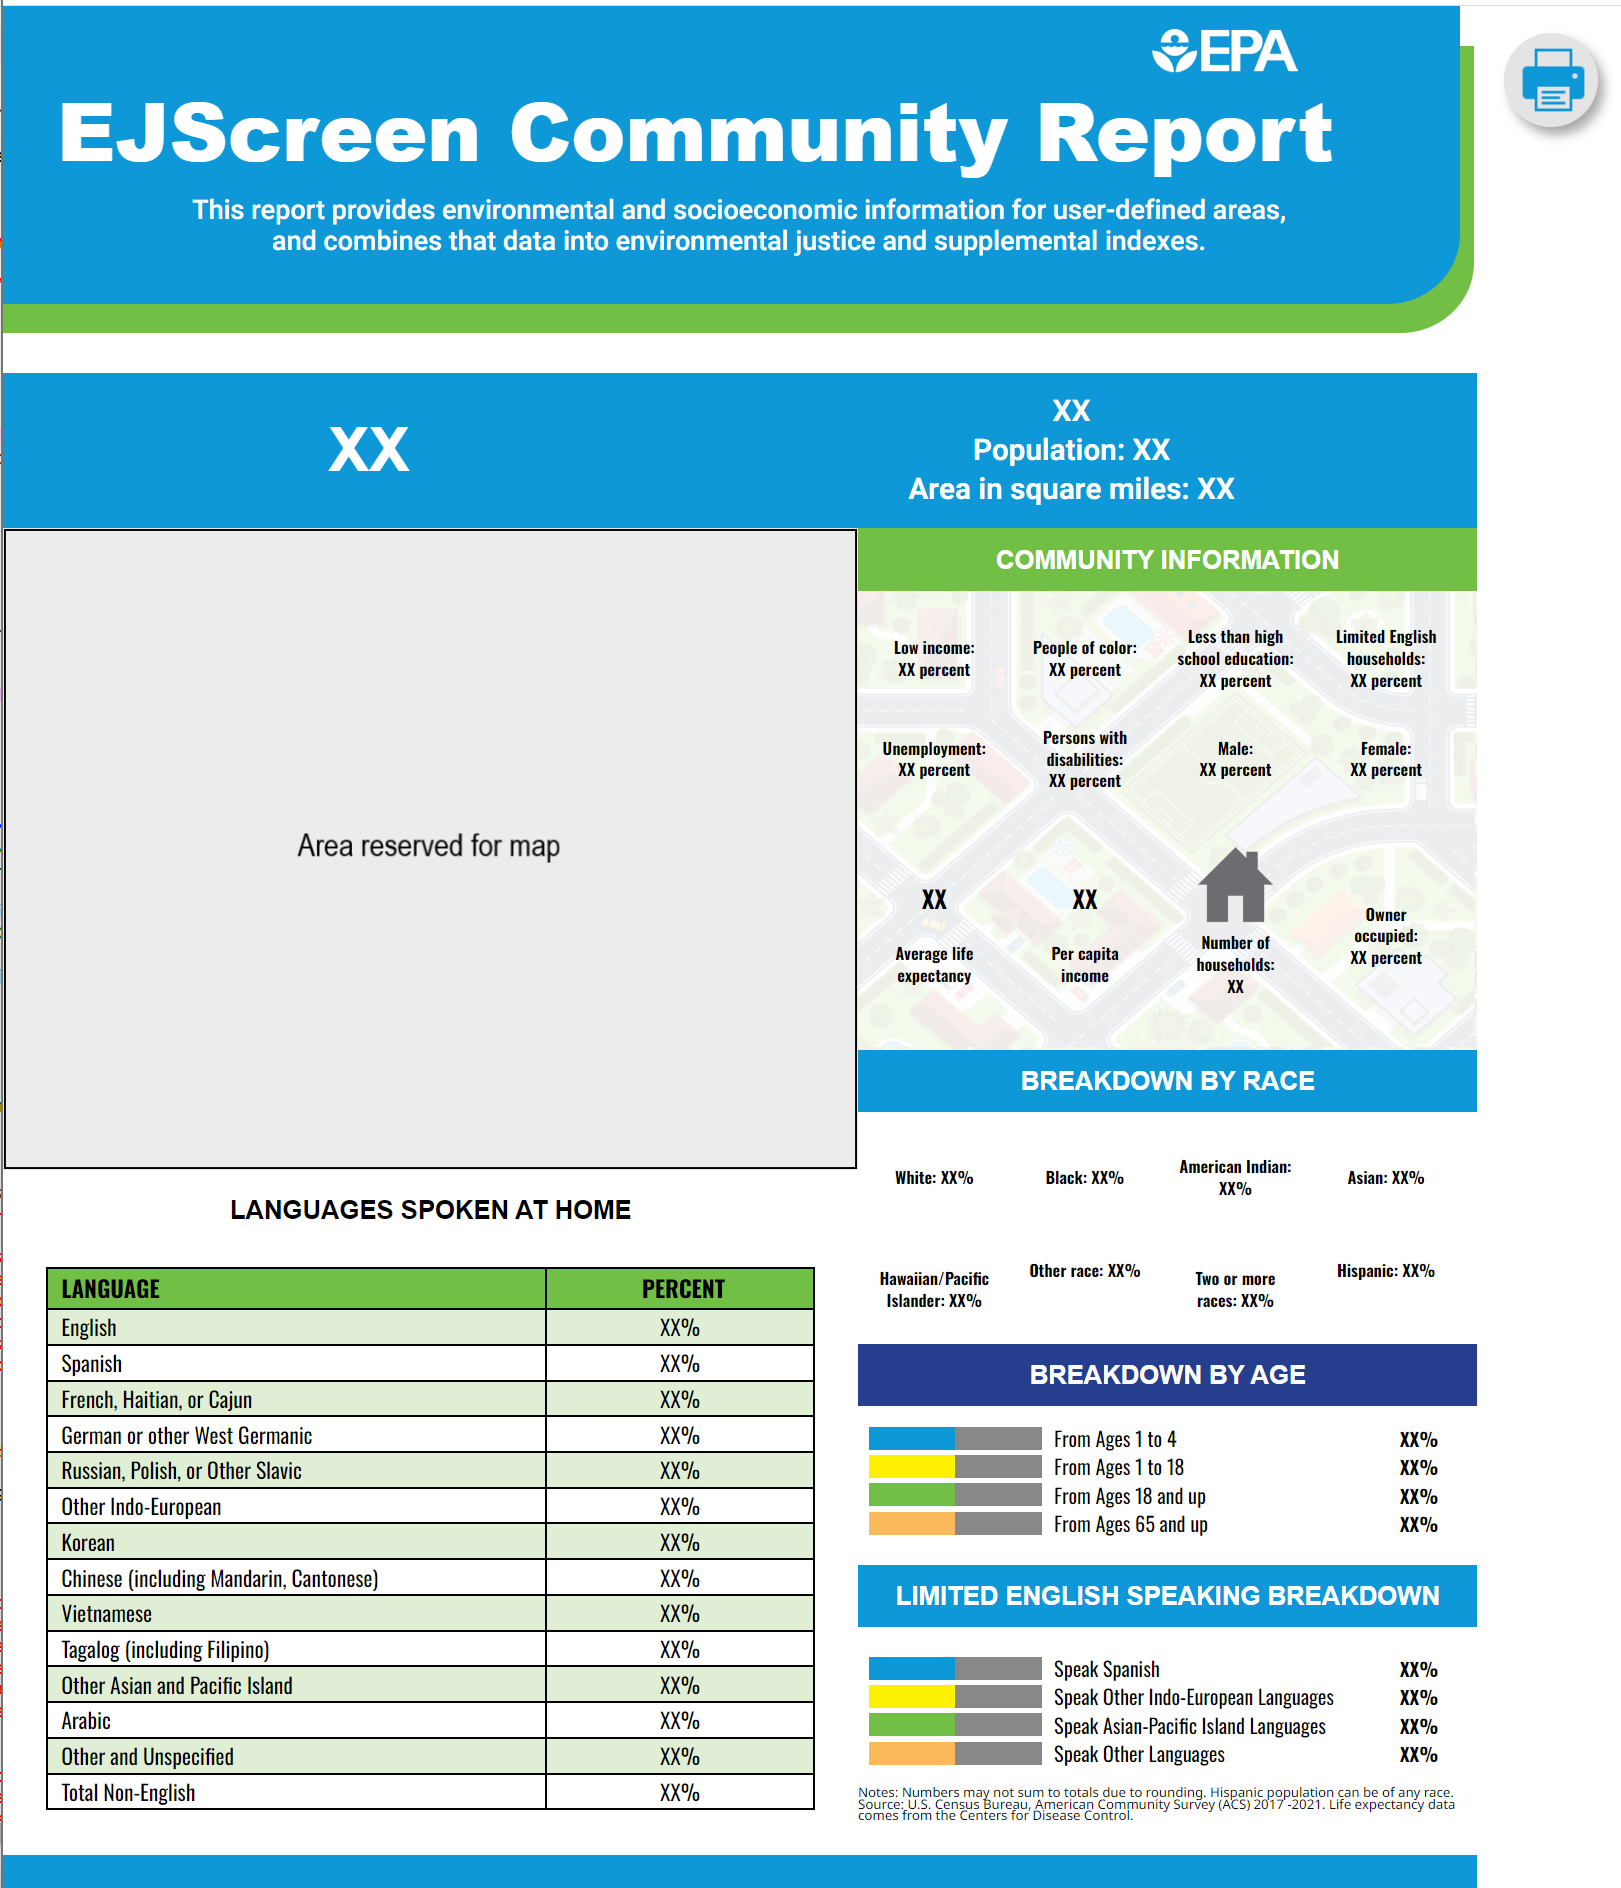 EPA
EJScreen Community Report
This report provides environmental and socioeconomic information for user-defined areas,
and combines that data into environmental justice and supplemental indexes.
XX
XX
Population: XX
Area in square miles: XX
Area reserved for map
COMMUNITY INFORMATION
Low income:
XX percent
People of color:
XX percent
Less than high
school education:
XX percent
Limited English
households:
XX percent
Unemployment:
XX percent
Persons with
disabilities:
XX percent
Male:
XX percent
Female:
XX percent
XX
Average life
expectancy
XX
Per capita
income
Number of
households:
XX
Owner
occupied:
XX percent
BREAKDOWN BY RACE
White: XX%
Black: XX%
American Indian:
XX%
Asian: XX%
Hawaiian/Pacific
Islander: XX%
Other race: XX%
Two or more
races: XX%
Hispanic: XX%
LANGUAGES SPOKEN AT HOME
LANGUAGE PERCENT
English XX%
Spanish XX%
French, Haitian, or Cajun XX%
German or other West Germanic XX%
Russian, Polish, or Other Slavic XX%
Other Indo-European XX%
Korean XX%
Chinese (including Mandarin, Cantonese) XX%
Vietnamese XX%
Tagalog (including Filipino) XX%
Other Asian and Pacific Island XX%
Arabic XX%
Other and Unspecified XX%
Total Non-English XX%
BREAKDOWN BY AGE
From Ages 1 to 4 XX%
From Ages 1 to 18 XX%
From Ages 18 and up XX%
From Ages 65 and up XX%
LIMITED ENGLISH SPEAKING BREAKDOWN
Speak Spanish XX%
Speak Other Indo-European Languages XX%
Speak Asian-Pacific Island Languages XX%
Speak Other Languages XX%
Notes: Numbers may not sum to totals due to rounding. Hispanic population can be of any race.
Source: U.S. Census Bureau, American Community Survey (ACS) 2017 -2021. Life expectancy data
comes from the Centers for Disease Control.